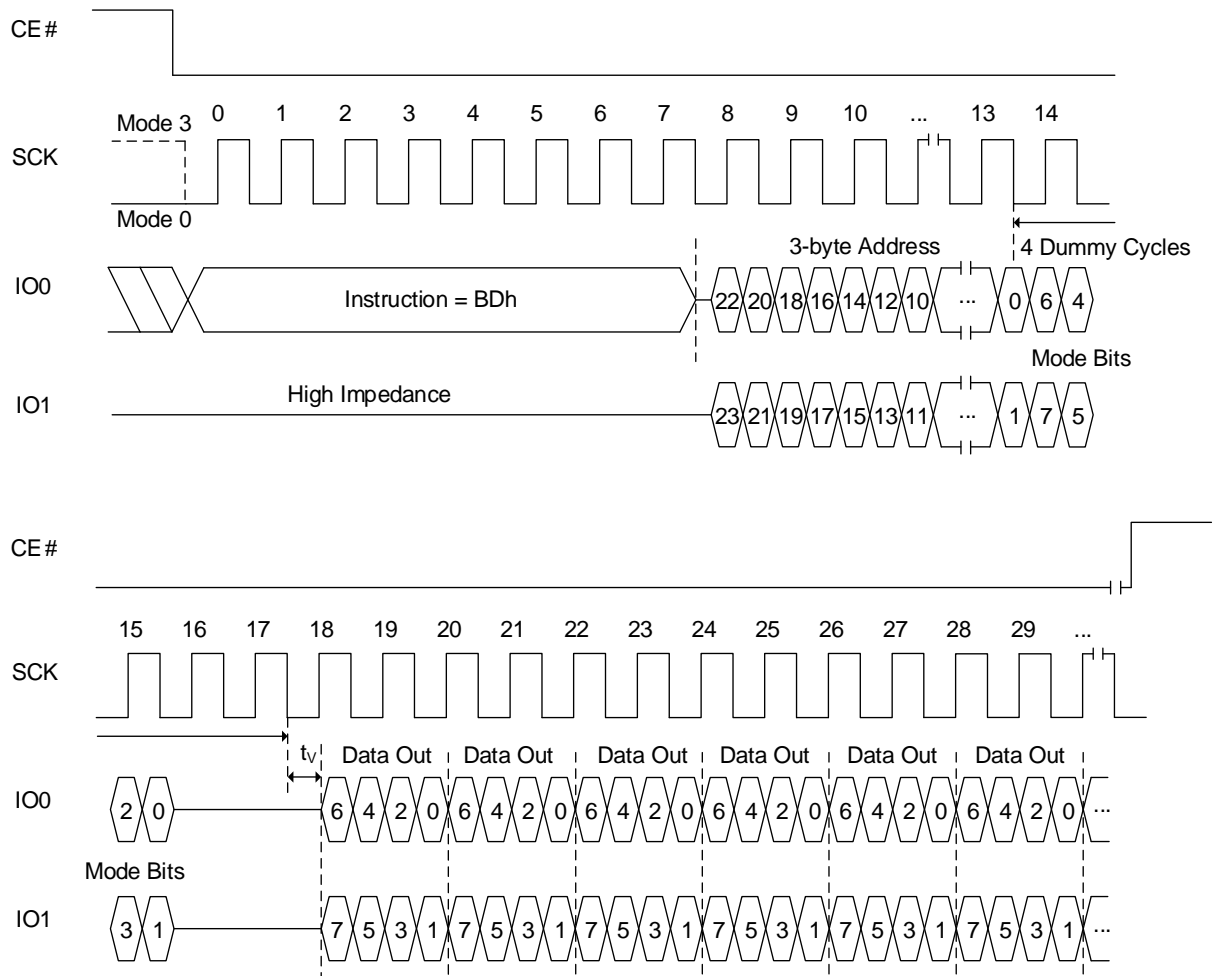 CE#
0 1 2 3 4 5 6 7 8 9 10 ... 13 14
Mode 3
SCK
Mode 0
3-byte Address 4 Dummy Cycles
IO0 Instruction = BDh 22 20 18 16 14 12 10 ... 0 6 4
Mode Bits
IO1 High Impedance 23 21 19 17 15 13 11 ... 1 7 5
CE#
15 16 17 18 19 20 21 22 23 24 25 26 27 28 29 ...
SCK
tV Data Out Data Out Data Out Data Out Data Out Data Out
IO0 2 0 6 4 2 0 6 4 2 0 6 4 2 0 6 4 2 0 6 4 2 0 6 4 2 0 ...
Mode Bits
IO1 3 1 7 5 3 1 7 5 3 1 7 5 3 1 7 5 3 1 7 5 3 1 7 5 3 1 ...